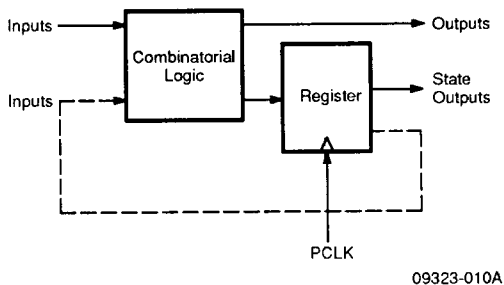 Inputs
Outputs
Combinatorial
Logic
State
Outputs
Inputs
Register
PCLK
09323-010A